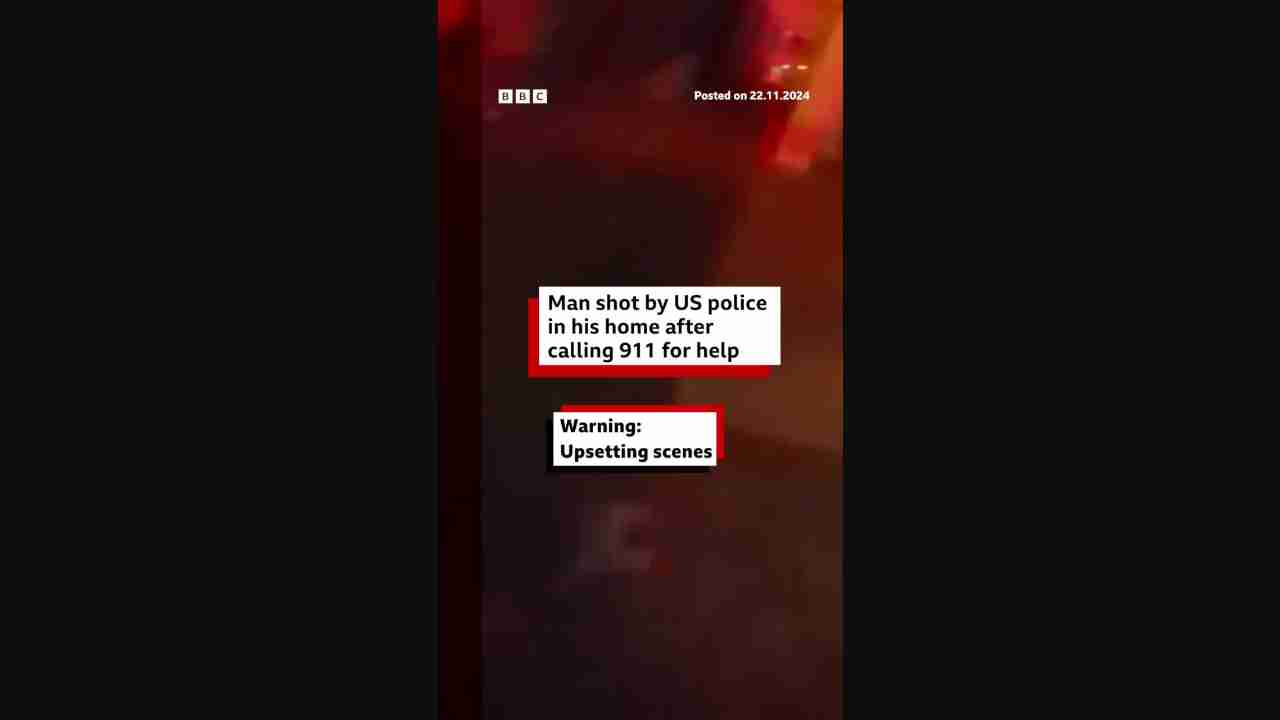 BBC
Posted on 22.11.2024
Man shot by US police
in his home after
calling 911 for help
Warning:
Upsetting scenes